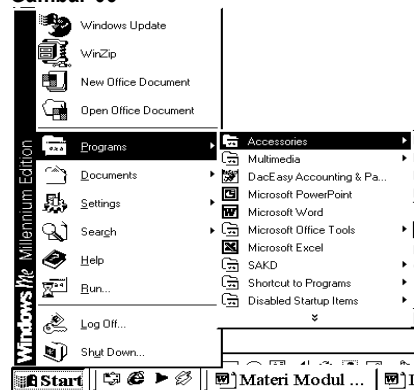 Windows Update
WinZip
New Office Document
Open Office Document
Programs
Documents
Settings
Search
Help
Run...
Log Off...
Shut Down...
Windows Me Millennium Edition
Accessories
Multimedia
DacEasy Accounting & Pa...
Microsoft PowerPoint
Microsoft Word
Microsoft Office Tools
Microsoft Excel
SAKD
Shortcut to Programs
Disabled Startup Items
Start
Materi Modul ...